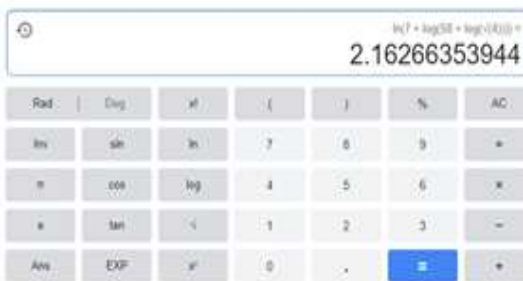 2.16266353944
Rad | Deg x! ( ) % AC
Inv sin ln 7 8 9 ÷
π cos log 4 5 6 ×
e tan √ 1 2 3 −
Ans EXP xʸ 0 . = +